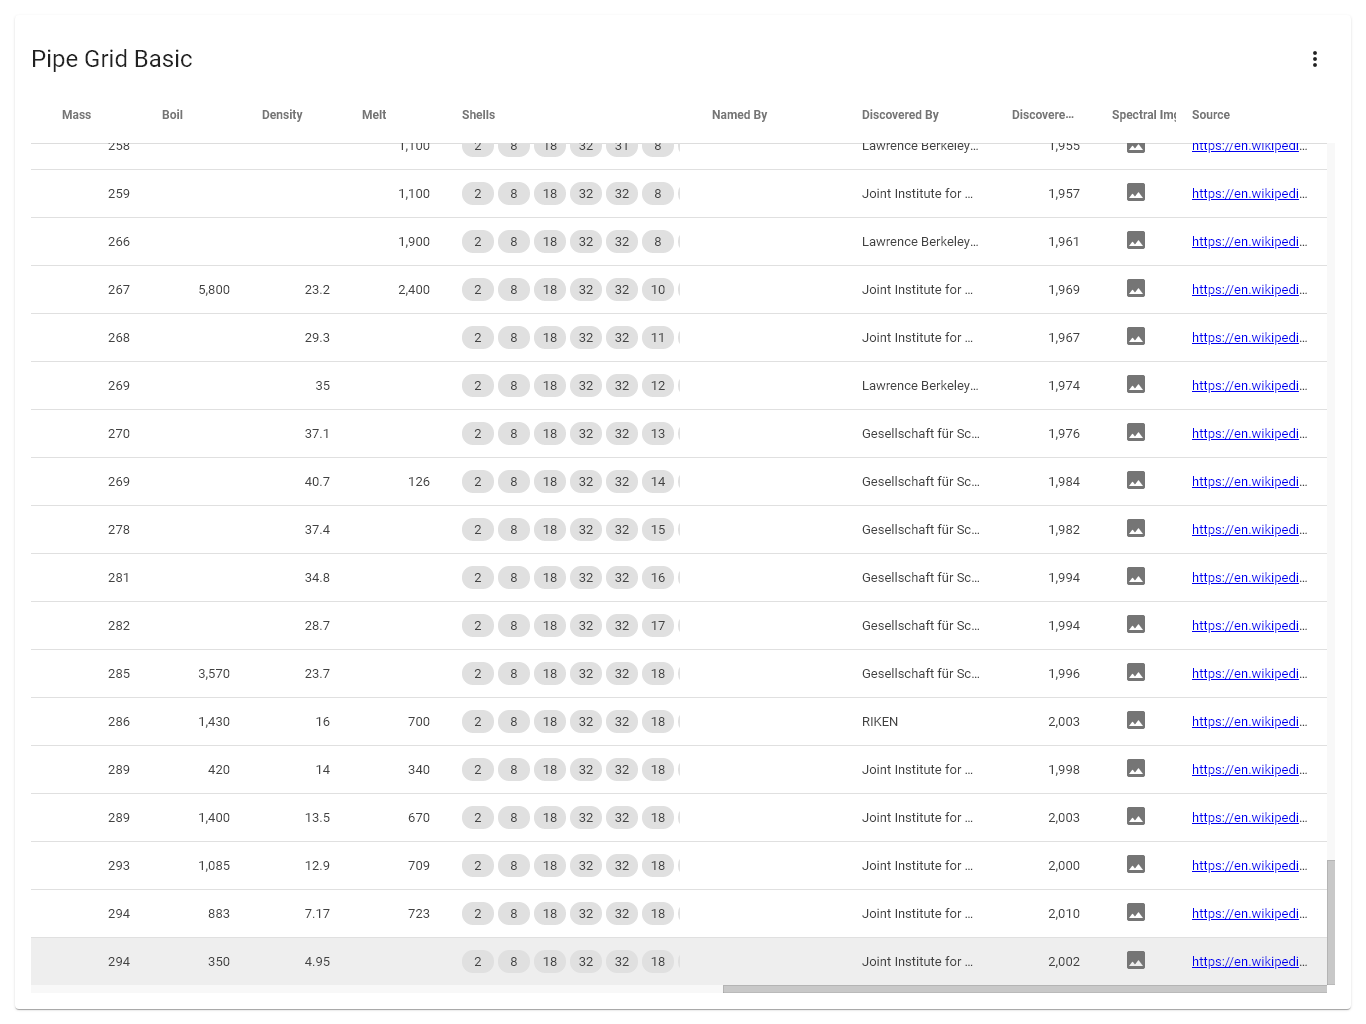 Pipe Grid Basic
Mass Boil Density Melt Shells Named By Discovered By Discovere... Spectral Img Source
258 1,100 2 8 18 32 31 8 Lawrence Berkeley... 1,955 https://en.wikipedi...
259 1,100 2 8 18 32 32 8 Joint Institute for ... 1,957 https://en.wikipedi...
266 1,900 2 8 18 32 32 8 Lawrence Berkeley... 1,961 https://en.wikipedi...
267 5,800 23.2 2,400 2 8 18 32 32 10 Joint Institute for ... 1,969 https://en.wikipedi...
268 29.3 2 8 18 32 32 11 Joint Institute for ... 1,967 https://en.wikipedi...
269 35 2 8 18 32 32 12 Lawrence Berkeley... 1,974 https://en.wikipedi...
270 37.1 2 8 18 32 32 13 Gesellschaft für Sc... 1,976 https://en.wikipedi...
269 40.7 126 2 8 18 32 32 14 Gesellschaft für Sc... 1,984 https://en.wikipedi...
278 37.4 2 8 18 32 32 15 Gesellschaft für Sc... 1,982 https://en.wikipedi...
281 34.8 2 8 18 32 32 16 Gesellschaft für Sc... 1,994 https://en.wikipedi...
282 28.7 2 8 18 32 32 17 Gesellschaft für Sc... 1,994 https://en.wikipedi...
285 3,570 23.7 2 8 18 32 32 18 Gesellschaft für Sc... 1,996 https://en.wikipedi...
286 1,430 16 700 2 8 18 32 32 18 RIKEN 2,003 https://en.wikipedi...
289 420 14 340 2 8 18 32 32 18 Joint Institute for ... 1,998 https://en.wikipedi...
289 1,400 13.5 670 2 8 18 32 32 18 Joint Institute for ... 2,003 https://en.wikipedi...
293 1,085 12.9 709 2 8 18 32 32 18 Joint Institute for ... 2,000 https://en.wikipedi...
294 883 7.17 723 2 8 18 32 32 18 Joint Institute for ... 2,010 https://en.wikipedi...
294 350 4.95 2 8 18 32 32 18 Joint Institute for ... 2,002 https://en.wikipedi...